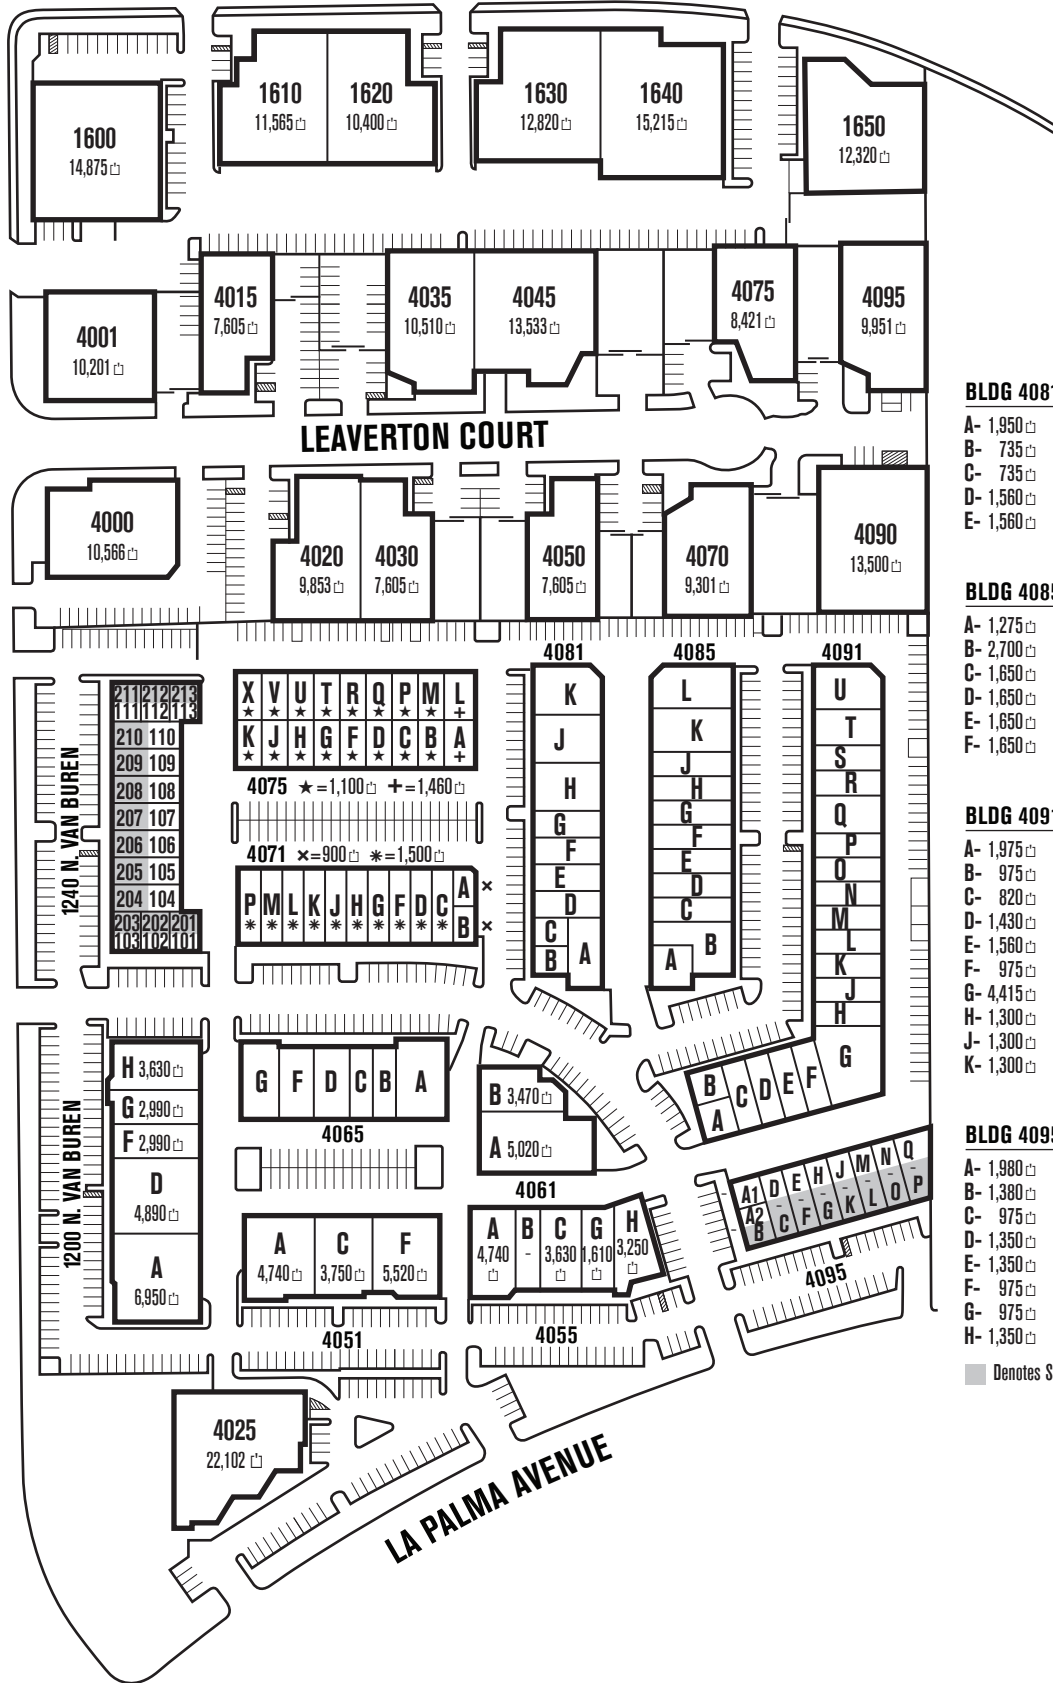 1600
14,875
1610
11,565
1620
10,400
1630
12,820
1640
15,215
1650
12,320
4001
10,201
4015
7,605
4035
10,510
4045
13,533
4075
8,421
4095
9,951
LEAVERTON COURT
4000
10,566
4020
9,853
4030
7,605
4050
7,605
4070
9,301
4090
13,500
1240 N. VAN BUREN
211 212 213
111 112 113
210 110
209 109
208 108
207 107
206 106
205 105
204 104
203 202 201
103 102 101
X V U T R Q P M L
★ ★ ★ ★ ★ ★ ★ ★ +
K J H G F D C B A
★ ★ ★ ★ ★ ★ ★ ★ +
4075 ★=1,100 +=1,460
4071 ×=900 ✳=1,500
P M L K J H G F D C A ×
✳ ✳ ✳ ✳ ✳ ✳ ✳ ✳ ✳ ✳ B ×
4081
K
J
H
G
F
E
D
C
B A
4085
L
K
J
H
G
F
E
D
C
B
A
4091
U
T
S
R
Q
P
O
N
M
L
K
J
H
G
B C D E F
A
1200 N. VAN BUREN
H 3,630
G 2,990
F 2,990
D
4,890
A
6,950
G F D C B A
4065
B 3,470
A 5,020
4061
A
4,740
C
3,750
F
5,520
4051
A
4,740
B
-
C
3,630
G
1,610
H
3,250
4055
A1 D E H J M N Q
A2
B C F G K L O P
4095
4025
22,102
LA PALMA AVENUE
BLDG 4081
A- 1,950
B- 735
C- 735
D- 1,560
E- 1,560
BLDG 4085
A- 1,275
B- 2,700
C- 1,650
D- 1,650
E- 1,650
F- 1,650
BLDG 4091
A- 1,975
B- 975
C- 820
D- 1,430
E- 1,560
F- 975
G- 4,415
H- 1,300
J- 1,300
K- 1,300
BLDG 4095
A- 1,980
B- 1,380
C- 975
D- 1,350
E- 1,350
F- 975
G- 975
H- 1,350
Denotes S